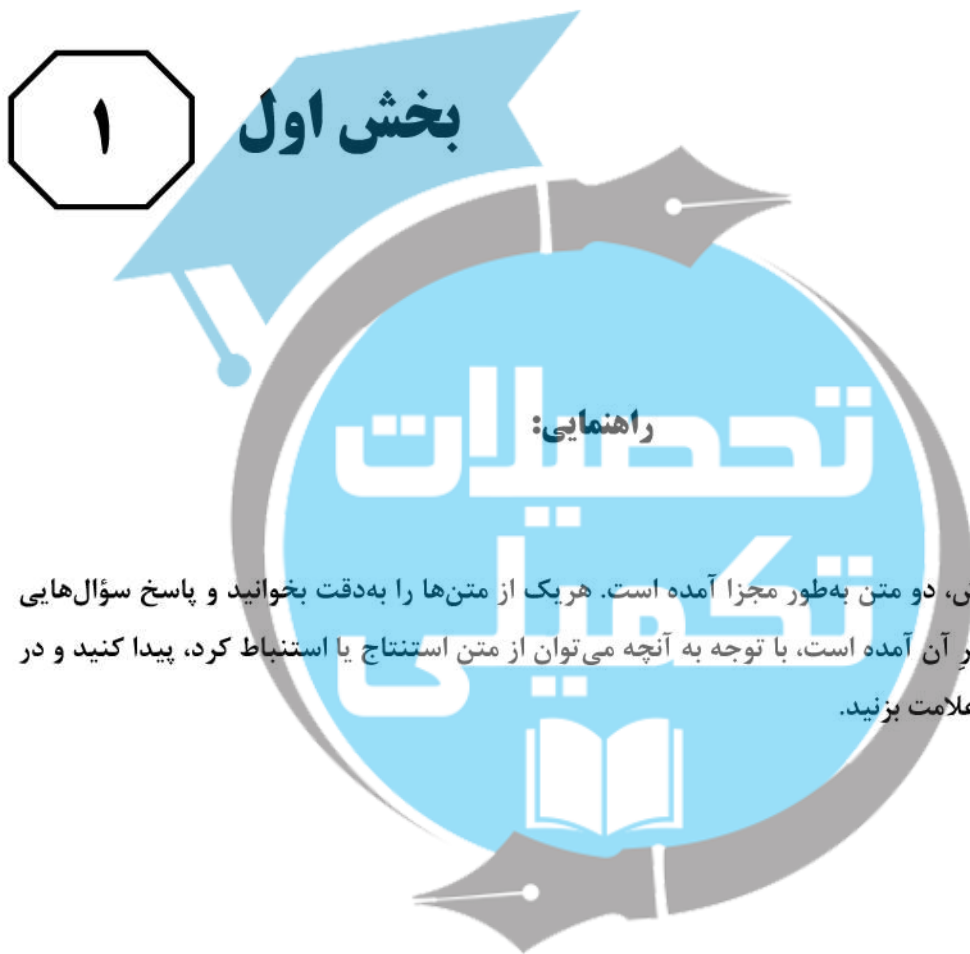 بخش اول
۱
راهنمایی:
تحصیلات
تکمیلی
دو متن به‌طور مجزا آمده است. هریک از متن‌ها را به‌دقت بخوانید و پاسخ سؤال‌هایی
آن آمده است، با توجه به آنچه می‌توان از متن استنتاج یا استنباط کرد، پیدا کنید و در
علامت بزنید.